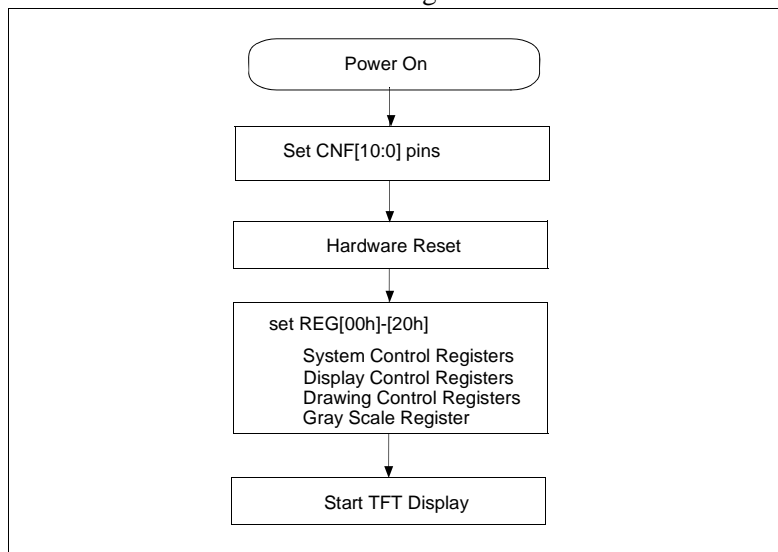 Power On
Set CNF[10:0] pins
Hardware Reset
set REG[00h]-[20h]
System Control Registers
Display Control Registers
Drawing Control Registers
Gray Scale Register
Start TFT Display